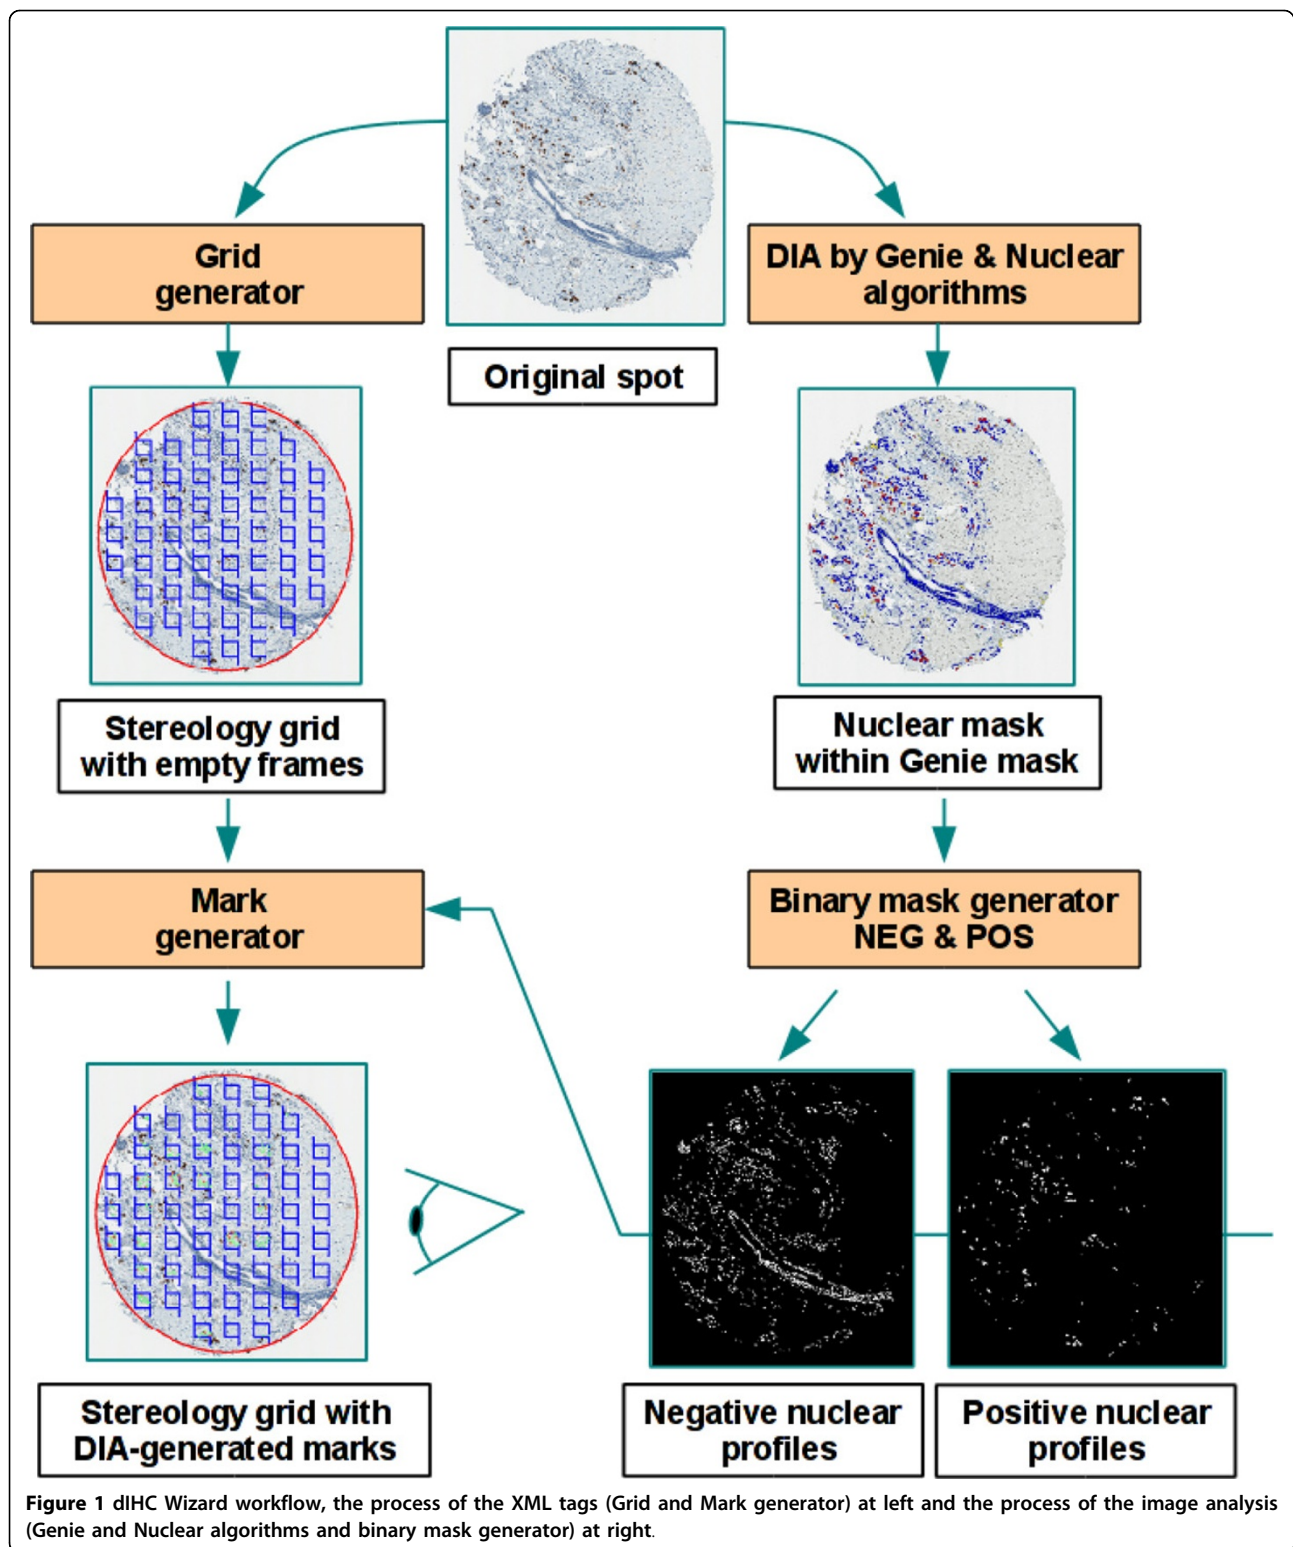 Original spot
Grid
generator
DIA by Genie & Nuclear
algorithms
Stereology grid
with empty frames
Nuclear mask
within Genie mask
Mark
generator
Binary mask generator
NEG & POS
Stereology grid with
DIA-generated marks
Negative nuclear
profiles
Positive nuclear
profiles
Figure 1 dIHC Wizard workflow, the process of the XML tags (Grid and Mark generator) at left and the process of the image analysis
(Genie and Nuclear algorithms and binary mask generator) at right.